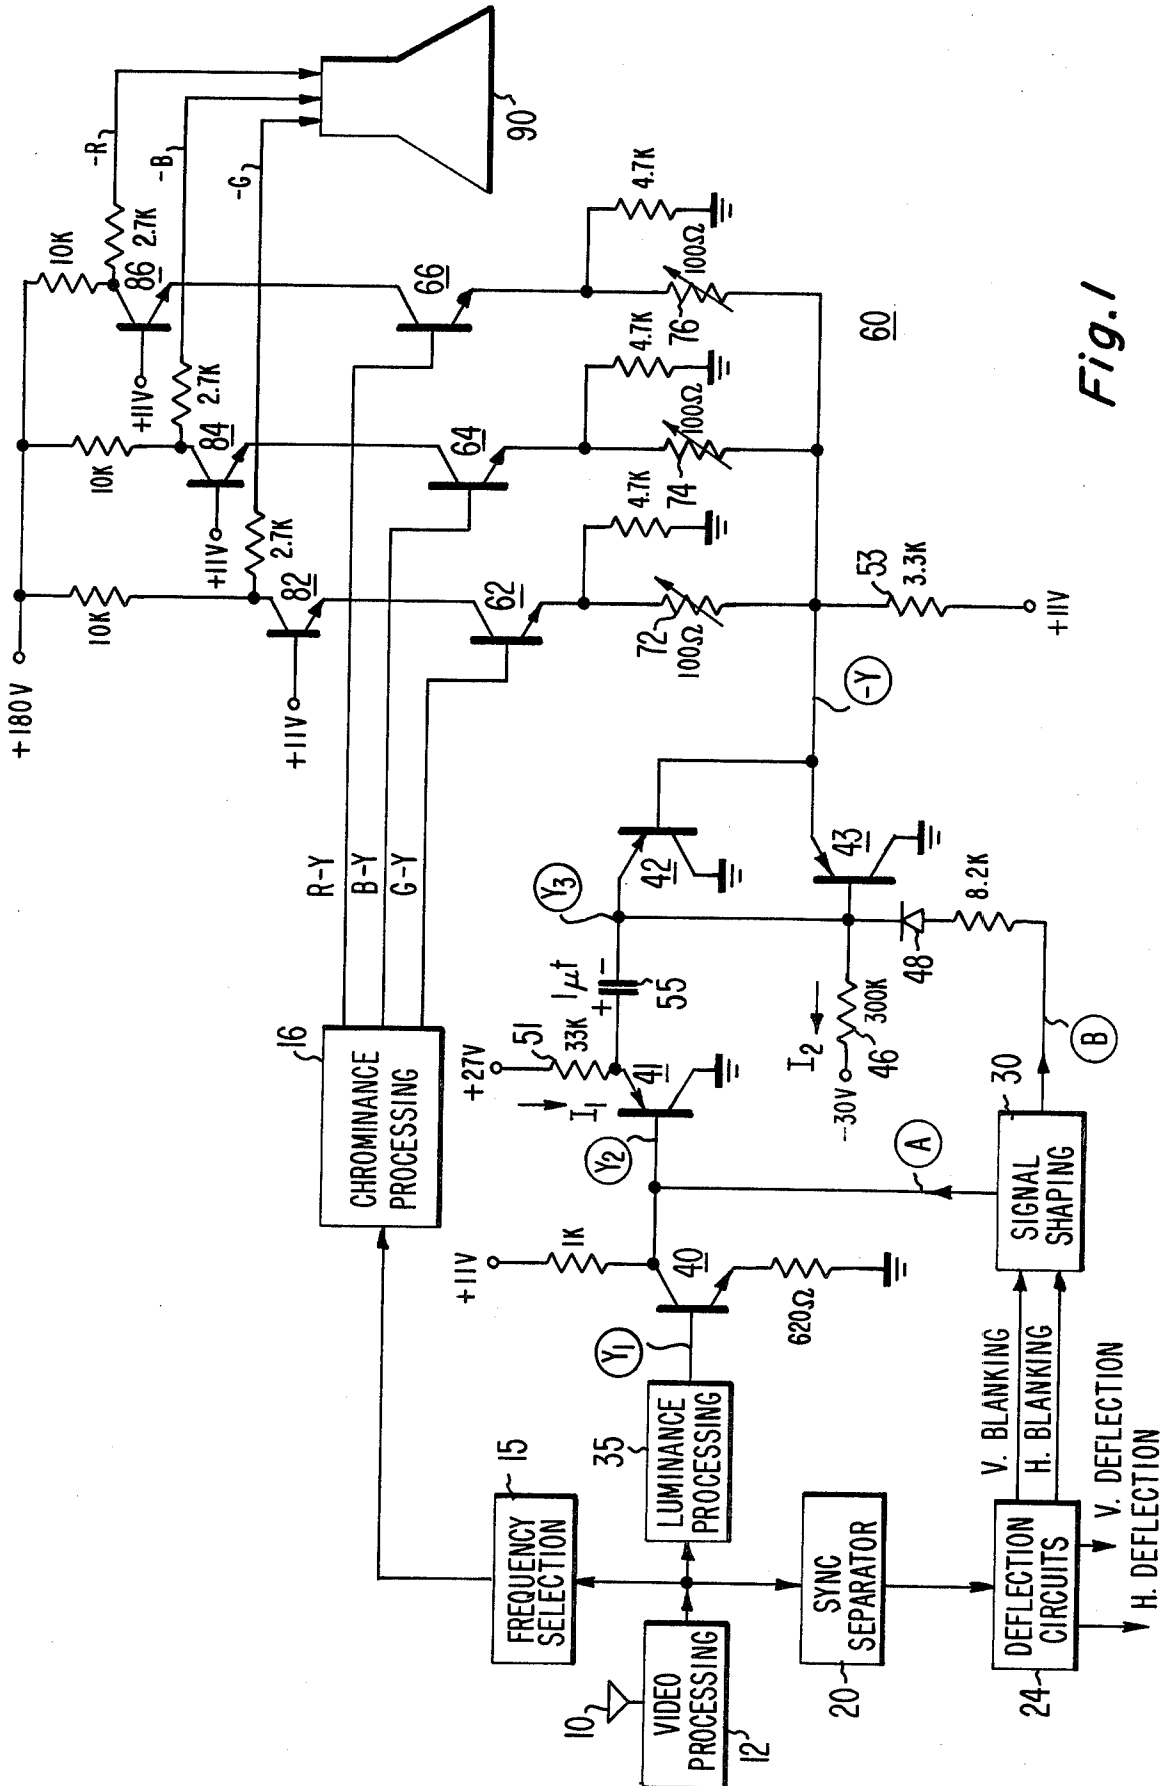 +180V
10K
10K
10K
-R
-B
-G
2.7K
2.7K
2.7K
86
84
82
+11V
+11V
+11V
90
R-Y
B-Y
G-Y
66
64
62
4.7K
4.7K
4.7K
76
100Ω
74
100Ω
72
100Ω
60
53
3.3K
+11V
-Y
16
CHROMINANCE
PROCESSING
+27V
51
33K
I1
1µf
+
-
55
Y3
42
41
43
Y2
+11V
1K
40
620Ω
Y1
I2
-30V
300K
46
48
8.2K
A
B
30
SIGNAL
SHAPING
15
FREQUENCY
SELECTION
35
LUMINANCE
PROCESSING
10
VIDEO
PROCESSING
12
SYNC
SEPARATOR
20
V. BLANKING
H. BLANKING
DEFLECTION
CIRCUITS
24
V. DEFLECTION
H. DEFLECTION
Fig. 1